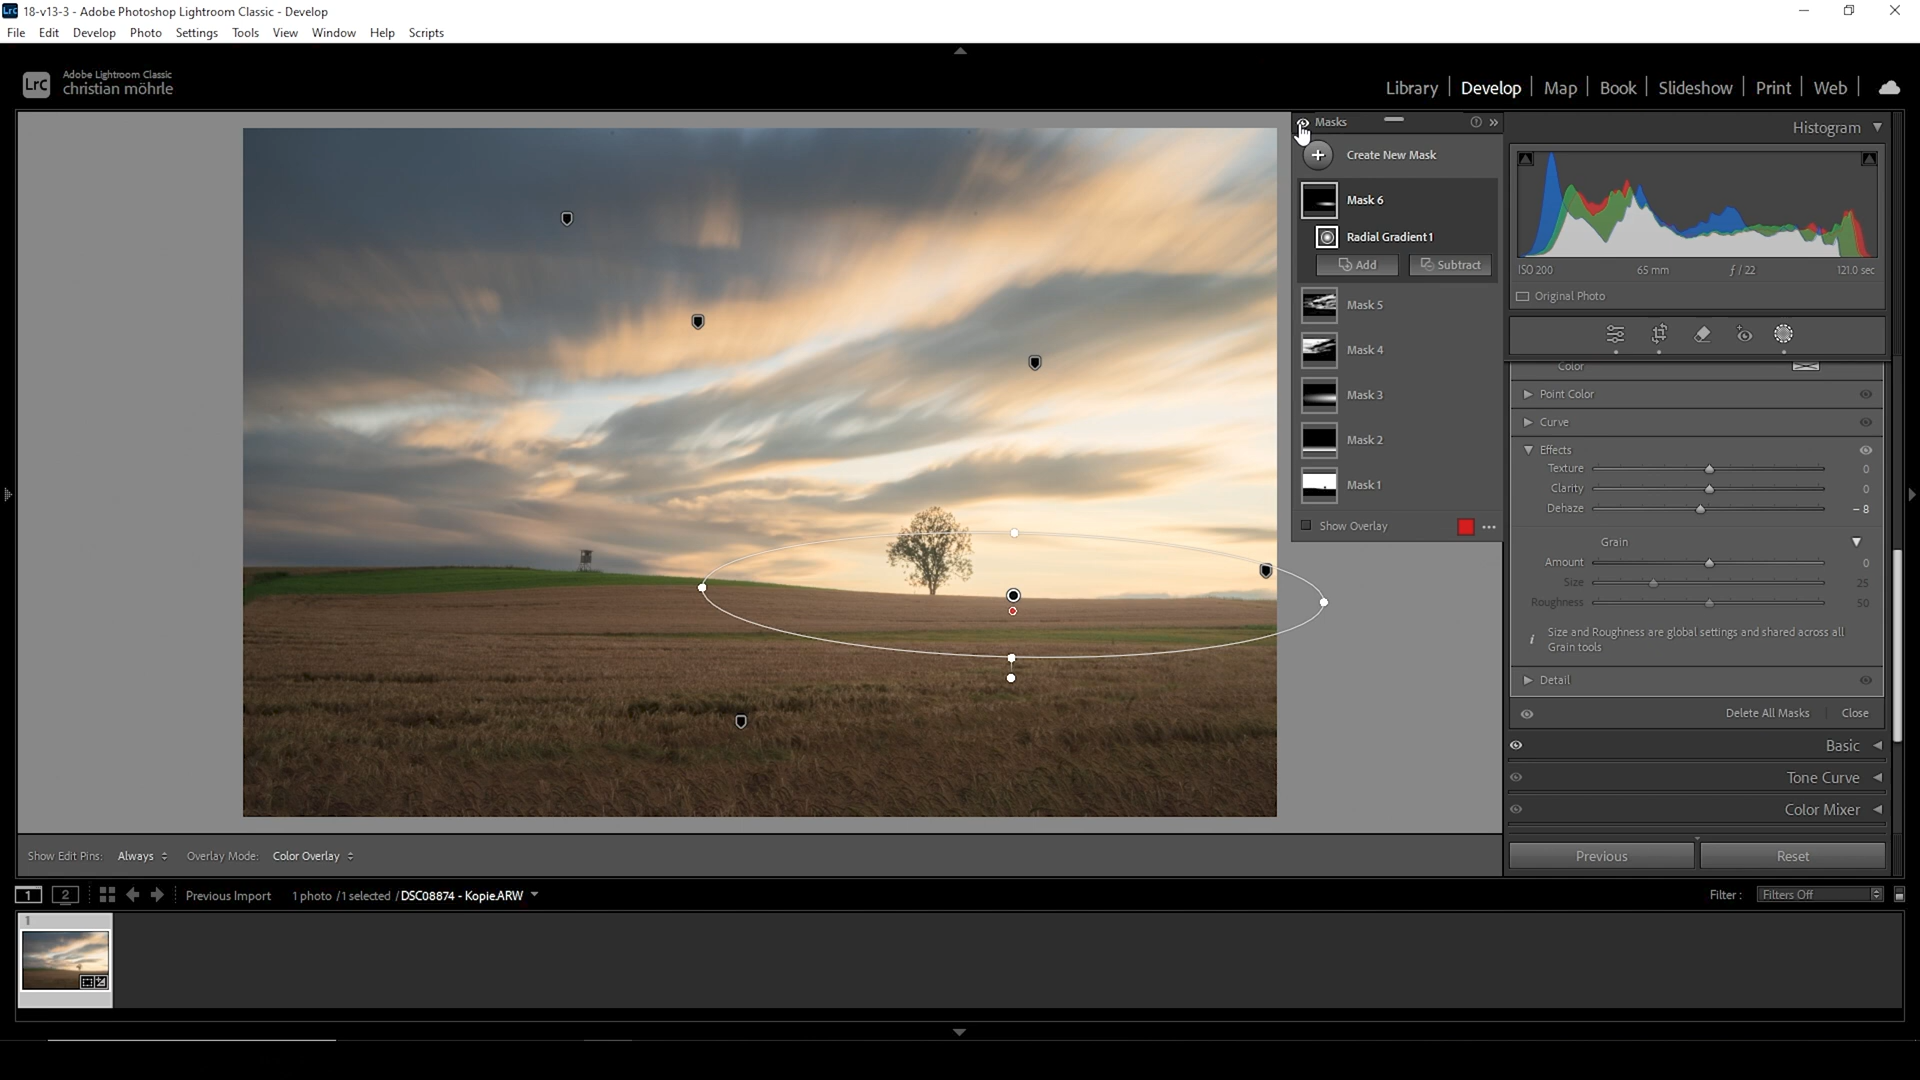 18-v13-3 - Adobe Photoshop Lightroom Classic - Develop
File Edit Develop Photo Settings Tools View Window Help Scripts
LrC Adobe Lightroom Classic
christian möhrle
Library Develop Map Book Slideshow Print Web
Masks
Create New Mask
Mask 6
Radial Gradient 1
Add Subtract
Mask 5
Mask 4
Mask 3
Mask 2
Mask 1
Show Overlay
Histogram
ISO 200 65 mm ƒ / 22 121.0 sec
Original Photo
Color
Point Color
Curve
Effects
Texture 0
Clarity 0
Dehaze – 8
Grain
Amount 0
Size 25
Roughness 50
i Size and Roughness are global settings and shared across all
Grain tools
Detail
Delete All Masks Close
Basic
Tone Curve
Color Mixer
Previous Reset
Show Edit Pins: Always Overlay Mode: Color Overlay
1 2 Previous Import 1 photo / 1 selected / DSC08874 - Kopie.ARW Filter : Filters Off
1